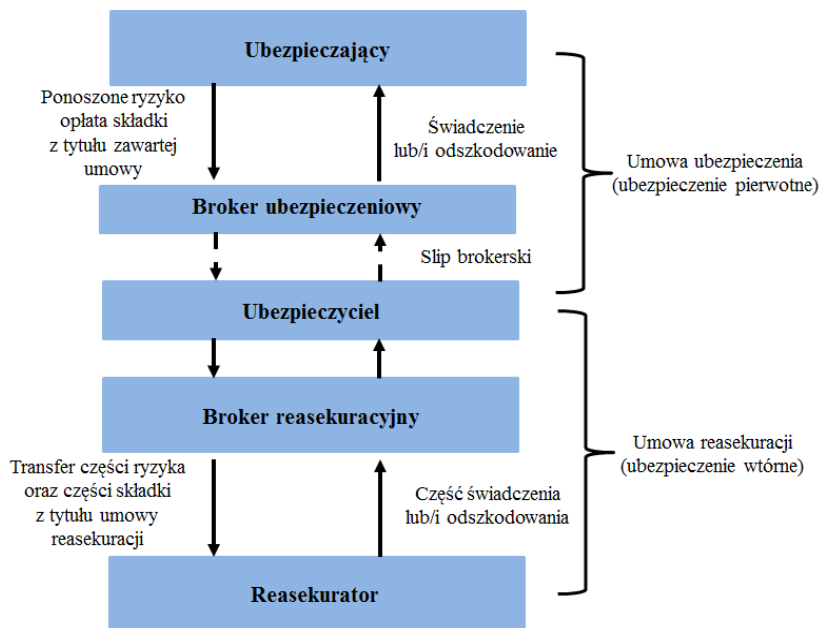 Ubezpieczający
Ponoszone ryzyko
opłata składki
z tytułu zawartej
umowy
Świadczenie
lub/i odszkodowanie
Umowa ubezpieczenia
(ubezpieczenie pierwotne)
Broker ubezpieczeniowy
Slip brokerski
Ubezpieczyciel
Broker reasekuracyjny
Umowa reasekuracji
(ubezpieczenie wtórne)
Transfer części ryzyka
oraz części składki
z tytułu umowy
reasekuracji
Część świadczenia
lub/i odszkodowania
Reasekurator